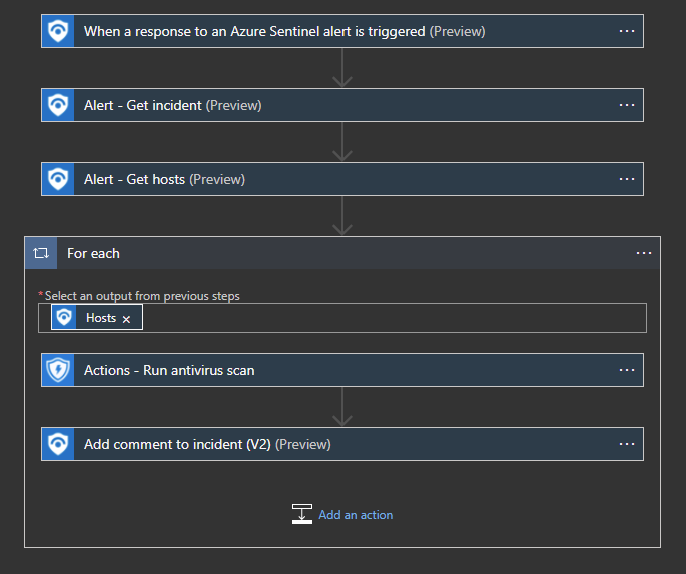 When a response to an Azure Sentinel alert is triggered (Preview)
Alert - Get incident (Preview)
Alert - Get hosts (Preview)
For each
*Select an output from previous steps
Hosts ×
Actions - Run antivirus scan
Add comment to incident (V2) (Preview)
Add an action